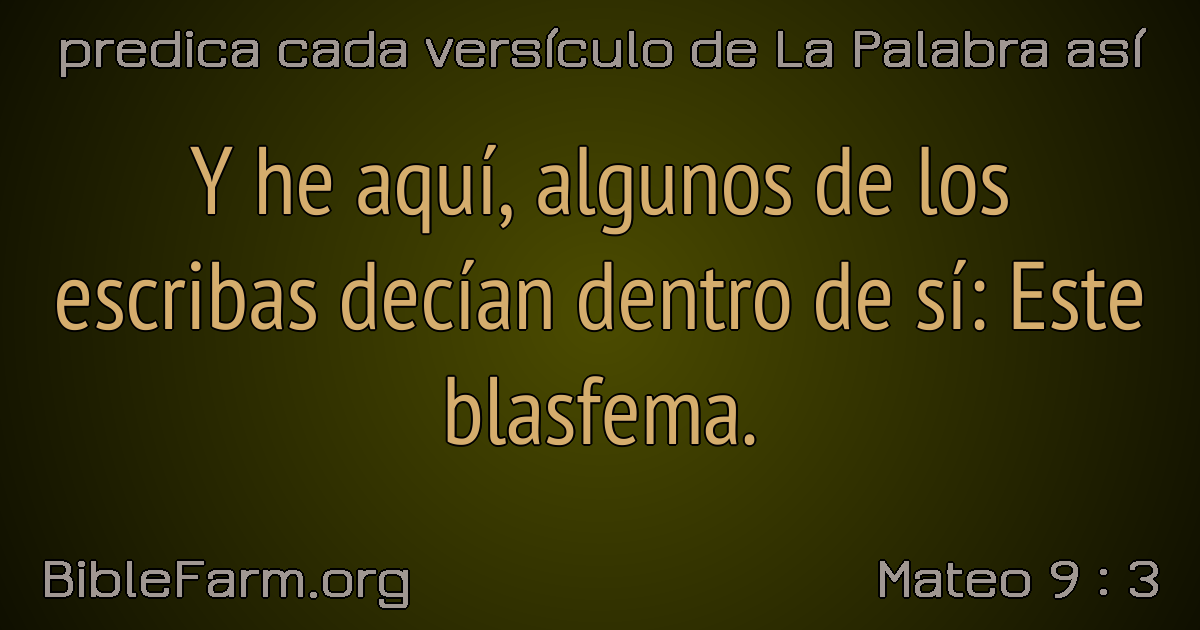 predica cada versículo de La Palabra así
Y he aquí, algunos de los
escribas decían dentro de sí: Este
blasfema.
BibleFarm.org
Mateo 9 : 3